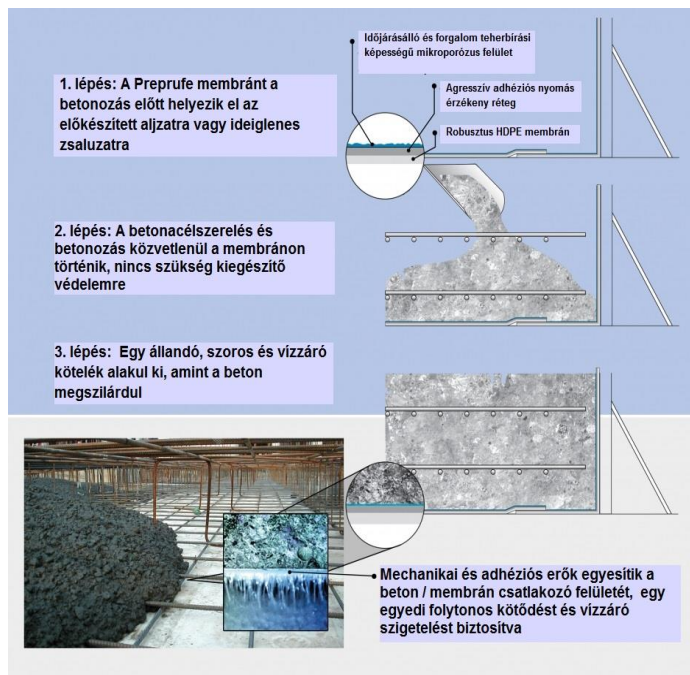 Időjárásálló és forgalom teherbírási
képességű mikroporózus felület
Agresszív adhéziós nyomás
érzékeny réteg
Robusztus HDPE membrán
1. lépés: A Preprufe membránt a
betonozás előtt helyezik el az
előkészített aljzatra vagy ideiglenes
zsaluzatra
2. lépés: A betonacélszerelés és
betonozás közvetlenül a membránon
történik, nincs szükség kiegészítő
védelemre
3. lépés: Egy állandó, szoros és vízzáró
kötelék alakul ki, amint a beton
megszilárdul
Mechanikai és adhéziós erők egyesítik a
beton / membrán csatlakozó felületét, egy
egyedi folytonos kötődést és vízzáró
szigetelést biztosítva